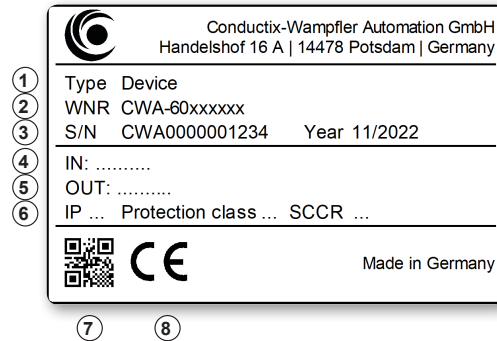 Conductix-Wampfler Automation GmbH
Handelshof 16 A | 14478 Potsdam | Germany
1 Type Device
2 WNR CWA-60xxxxxx
3 S/N CWA0000001234 Year 11/2022
4 IN: ..........
5 OUT: ..........
6 IP ... Protection class ... SCCR ...
CE Made in Germany
7 8